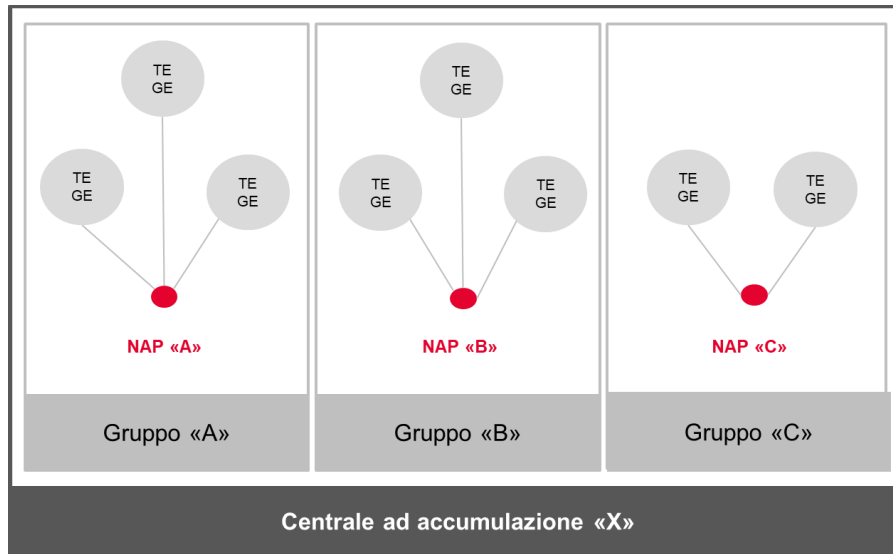 TE
GE
TE
GE
TE
GE
NAP «A»
Gruppo «A»
TE
GE
TE
GE
TE
GE
NAP «B»
Gruppo «B»
TE
GE
TE
GE
NAP «C»
Gruppo «C»
Centrale ad accumulazione «X»